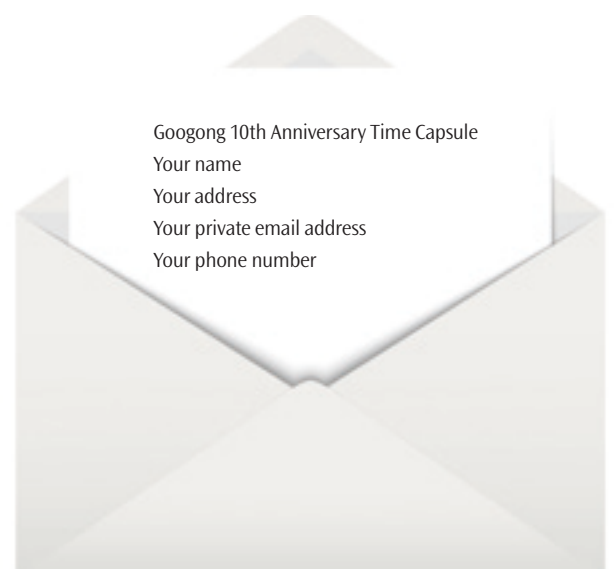 Googong 10th Anniversary Time Capsule
Your name
Your address
Your private email address
Your phone number